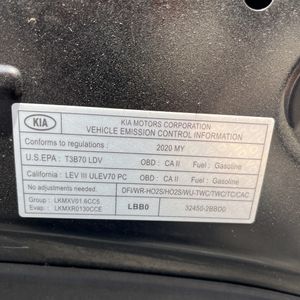 KIA
KIA MOTORS CORPORATION
VEHICLE EMISSION CONTROL INFORMATION
Conforms to regulations : 2020 MY
U.S.EPA : T3B70 LDV OBD : CA II Fuel : Gasoline
California : LEV III ULEV70 PC OBD : CA II Fuel : Gasoline
No adjustments needed. DFI/WR-HO2S/HO2S/WU-TWC/TWC/TC/CAC
Group : LKMXV01.6CC5
Evap : LKMXR0130CCE
LBB0
32450-2BBD0